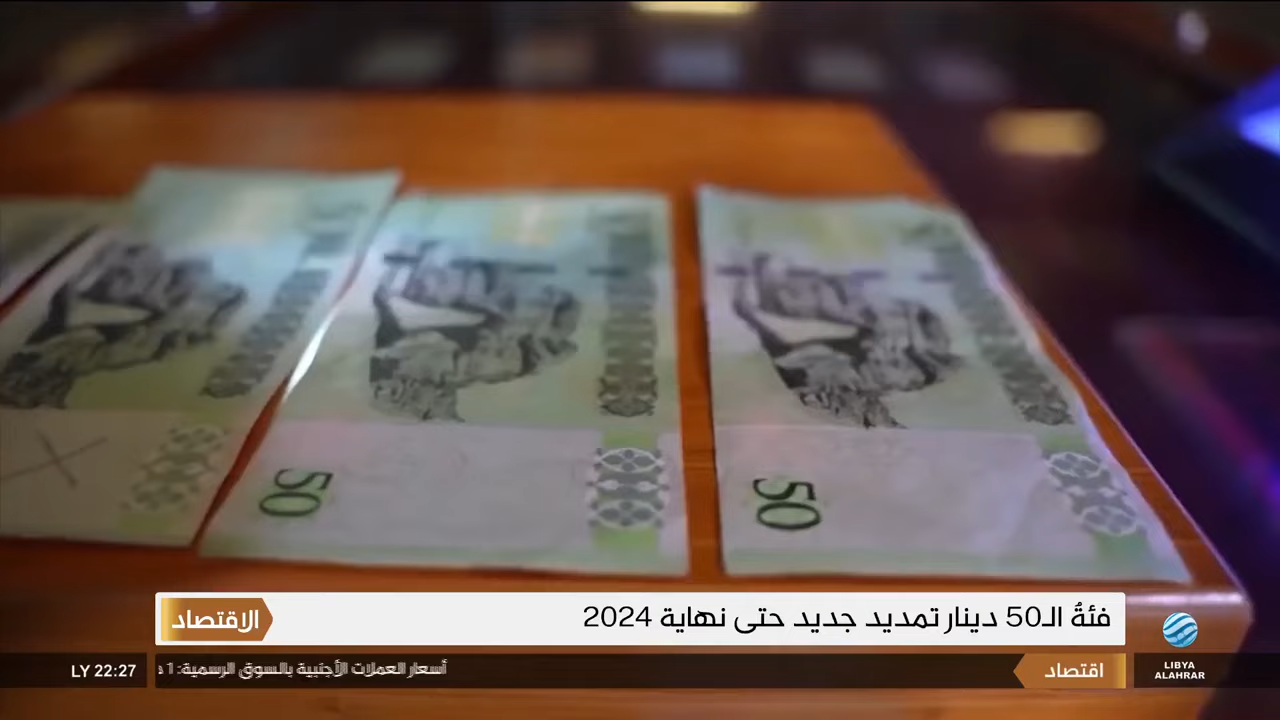 50
50
فئةُ الـ50 دينار تمديد جديد حتى نهاية 2024
الاقتصاد
LIBYA
ALAHRAR
اقتصاد
أسعار العملات الأجنبية بالسوق الرسمية: 1
LY 22:27